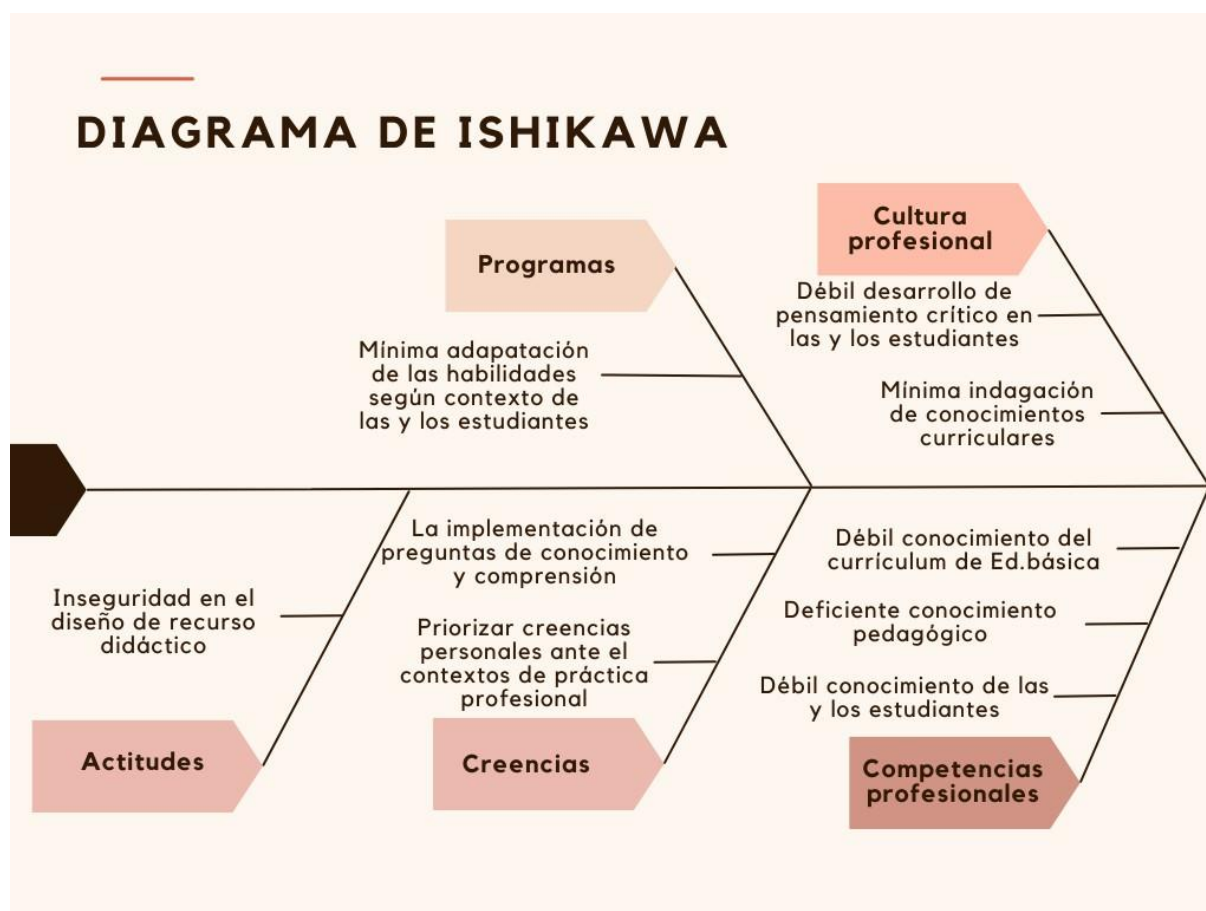 DIAGRAMA DE ISHIKAWA
Programas
Mínima adapatación
de las habilidades
según contexto de
las y los estudiantes
Cultura
profesional
Débil desarrollo de
pensamiento crítico en
las y los estudiantes
Mínima indagación
de conocimientos
curriculares
Inseguridad en el
diseño de recurso
didáctico
Actitudes
La implementación de
preguntas de conocimiento
y comprensión
Priorizar creencias
personales ante el
contextos de práctica
profesional
Creencias
Débil conocimiento del
currículum de Ed.básica
Deficiente conocimiento
pedagógico
Débil conocimiento de las
y los estudiantes
Competencias
profesionales